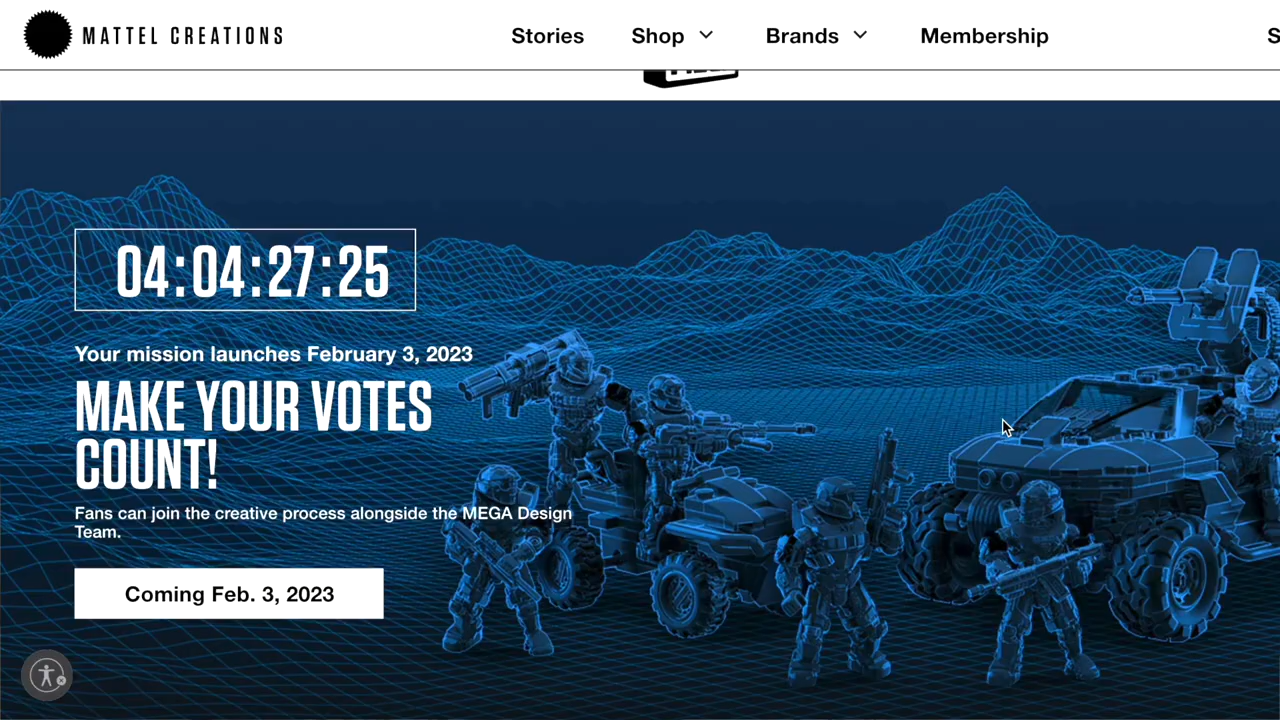 MATTEL CREATIONS
Stories
Shop
Brands
Membership
S
04:04:27:25
Your mission launches February 3, 2023
MAKE YOUR VOTES
COUNT!
Fans can join the creative process alongside the MEGA Design
Team.
Coming Feb. 3, 2023